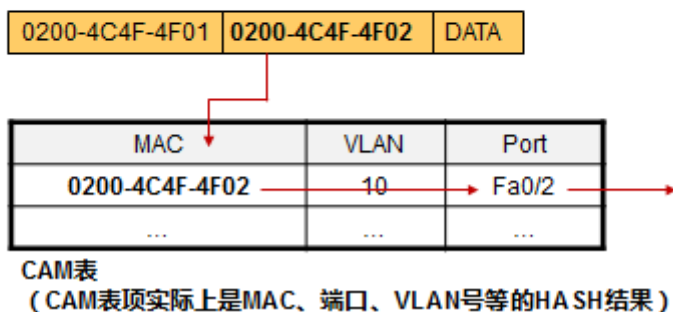 0200-4C4F-4F01 0200-4C4F-4F02 DATA
MAC VLAN Port
0200-4C4F-4F02 10 Fa0/2
... ... ...
CAM表
（CAM表项实际上是MAC、端口、VLAN号等的HASH结果）